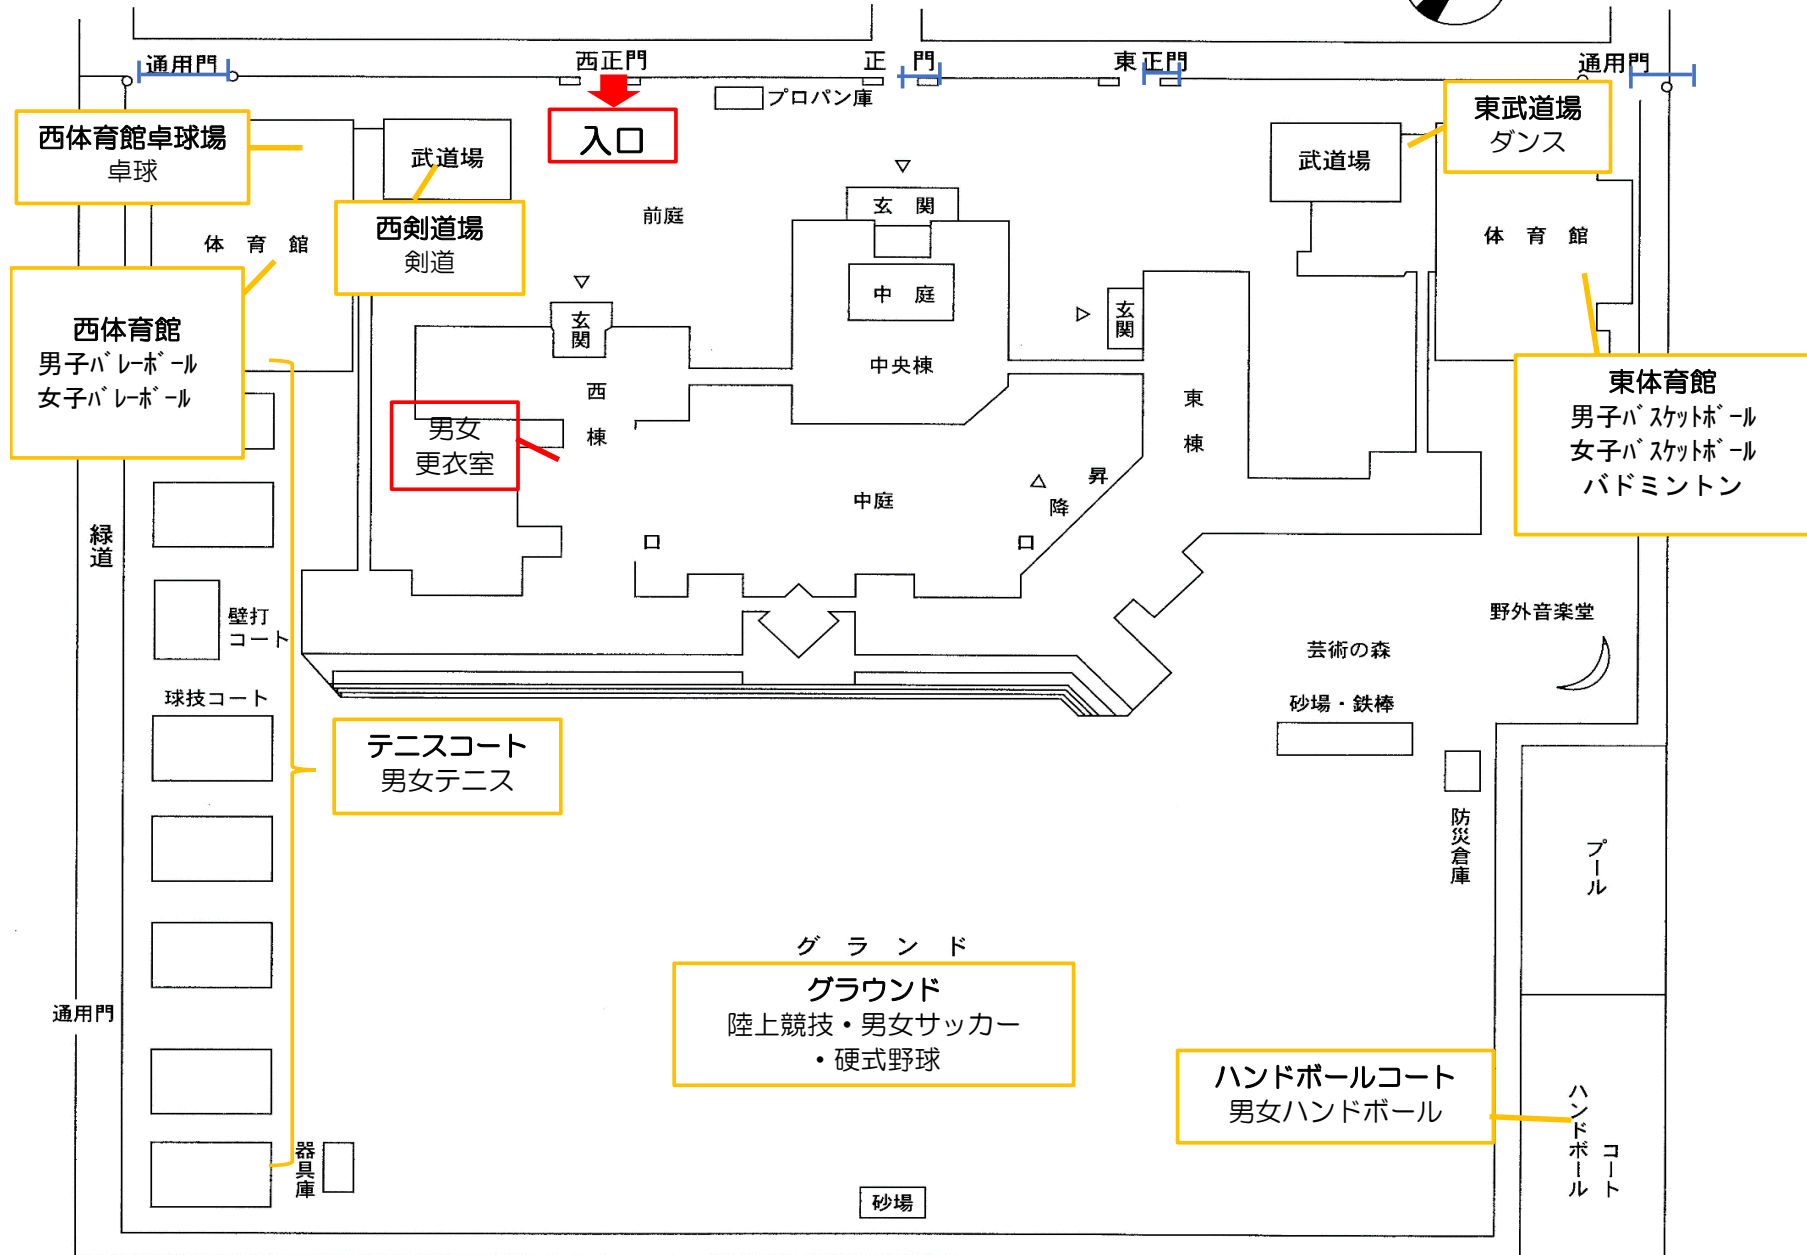 通用門
西正門
正門
東正門
通用門
プロパン庫
入口
西体育館卓球場
卓球
武道場
西剣道場
剣道
前庭
玄関
中庭
中央棟
武道場
東武道場
ダンス
体育館
体育館
西体育館
男子バレーボール
女子バレーボール
玄関
西棟
男女
更衣室
玄関
東棟
東体育館
男子バスケットボール
女子バスケットボール
バドミントン
中庭
昇降口
口
緑道
壁打
コート
球技コート
テニスコート
男女テニス
野外音楽堂
芸術の森
砂場・鉄棒
防災倉庫
プール
グランド
グラウンド
陸上競技・男女サッカー
・硬式野球
通用門
ハンドボールコート
男女ハンドボール
ハンドボール
コート
器具庫
砂場